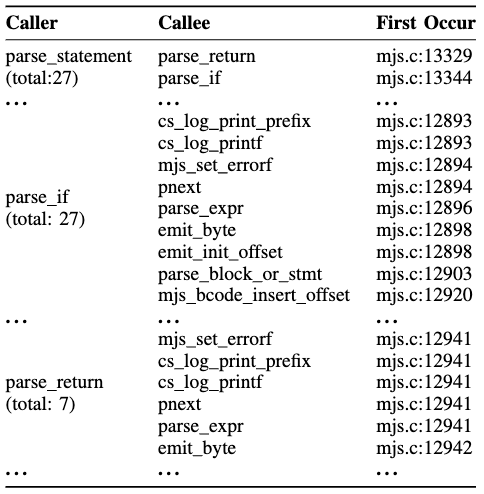 Caller Callee First Occur
parse_statement parse_return mjs.c:13329
(total:27) parse_if mjs.c:13344
... ... ...
cs_log_print_prefix mjs.c:12893
cs_log_printf mjs.c:12893
mjs_set_errorf mjs.c:12894
pnext mjs.c:12894
parse_if
(total: 27)
parse_expr mjs.c:12896
emit_byte mjs.c:12898
emit_init_offset mjs.c:12898
parse_block_or_stmt mjs.c:12903
mjs_bcode_insert_offset mjs.c:12920
... ... ...
mjs_set_errorf mjs.c:12941
cs_log_print_prefix mjs.c:12941
parse_return cs_log_printf mjs.c:12941
(total: 7) pnext mjs.c:12941
parse_expr mjs.c:12941
emit_byte mjs.c:12942
... ... ...